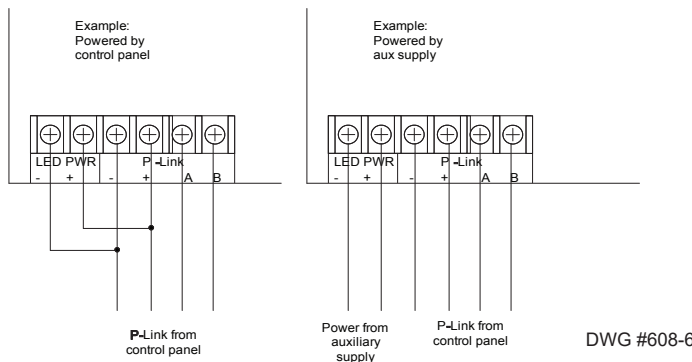 Example:
Powered by
control panel
Example:
Powered by
aux supply
LED PWR P -Link
- + - + A B
LED PWR P -Link
- + - + A B
P-Link from
control panel
Power from
auxiliary
supply
P-Link from
control panel
DWG #608-6